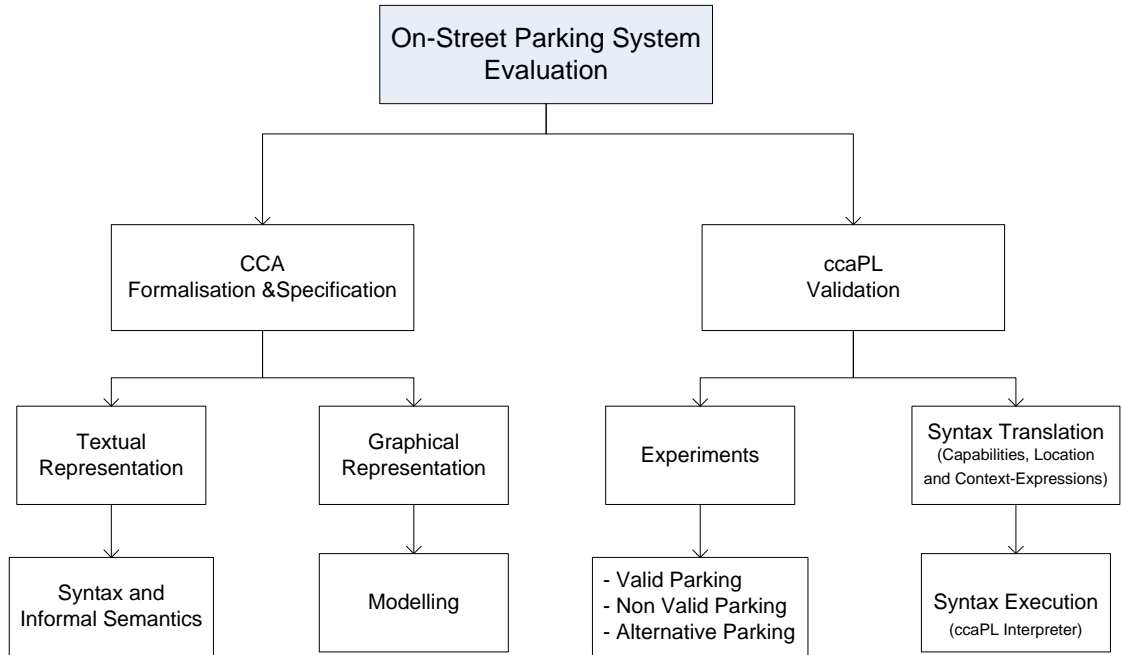 On-Street Parking System
Evaluation
CCA
Formalisation &Specification
ccaPL
Validation
Textual
Representation
Graphical
Representation
Experiments
Syntax Translation
(Capabilities, Location
and Context-Expressions)
Syntax and
Informal Semantics
Modelling
- Valid Parking
- Non Valid Parking
- Alternative Parking
Syntax Execution
(ccaPL Interpreter)